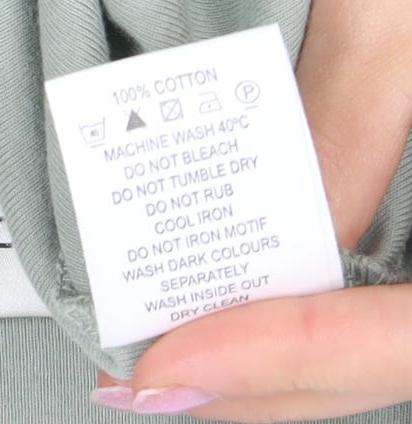 100% COTTON
40 P
MACHINE WASH 40°C
DO NOT BLEACH
DO NOT TUMBLE DRY
DO NOT RUB
COOL IRON
DO NOT IRON MOTIF
WASH DARK COLOURS
SEPARATELY
WASH INSIDE OUT
DRY CLEAN